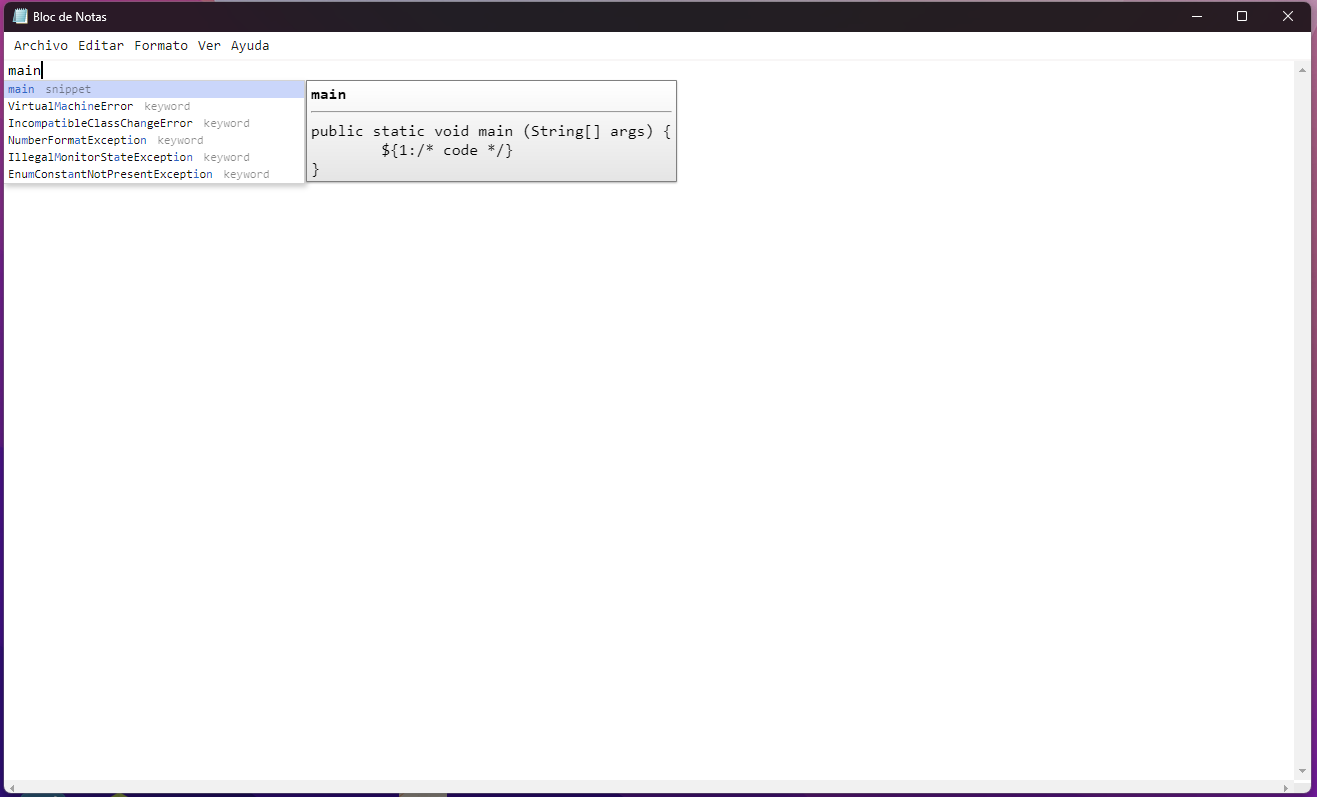 Bloc de Notas
Archivo Editar Formato Ver Ayuda
main
main snippet
VirtualMachineError keyword
IncompatibleClassChangeError keyword
NumberFormatException keyword
IllegalMonitorStateException keyword
EnumConstantNotPresentException keyword
main
public static void main (String[] args) {
${1:/* code */}
}